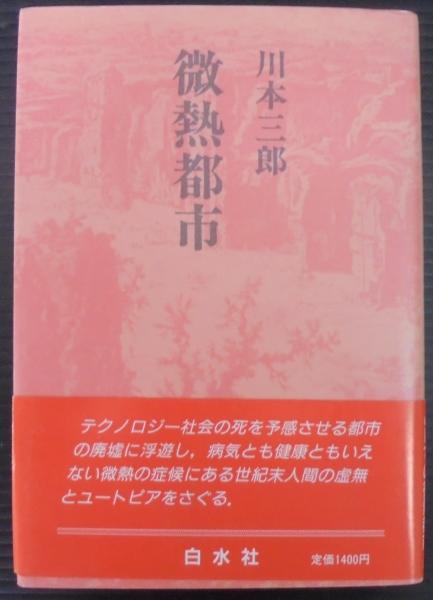 川本三郎
微熱都市
テクノロジー社会の死を予感させる都市
の廃墟に浮遊し，病気とも健康ともいえ
ない微熱の症候にある世紀末人間の虚無
とユートピアをさぐる．
白水社
定価1400円